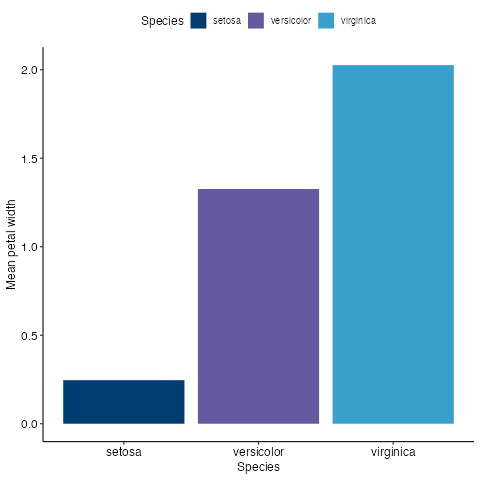 Species setosa versicolor virginica
2.0
1.5
1.0
0.5
0.0
Mean petal width
setosa versicolor virginica
Species